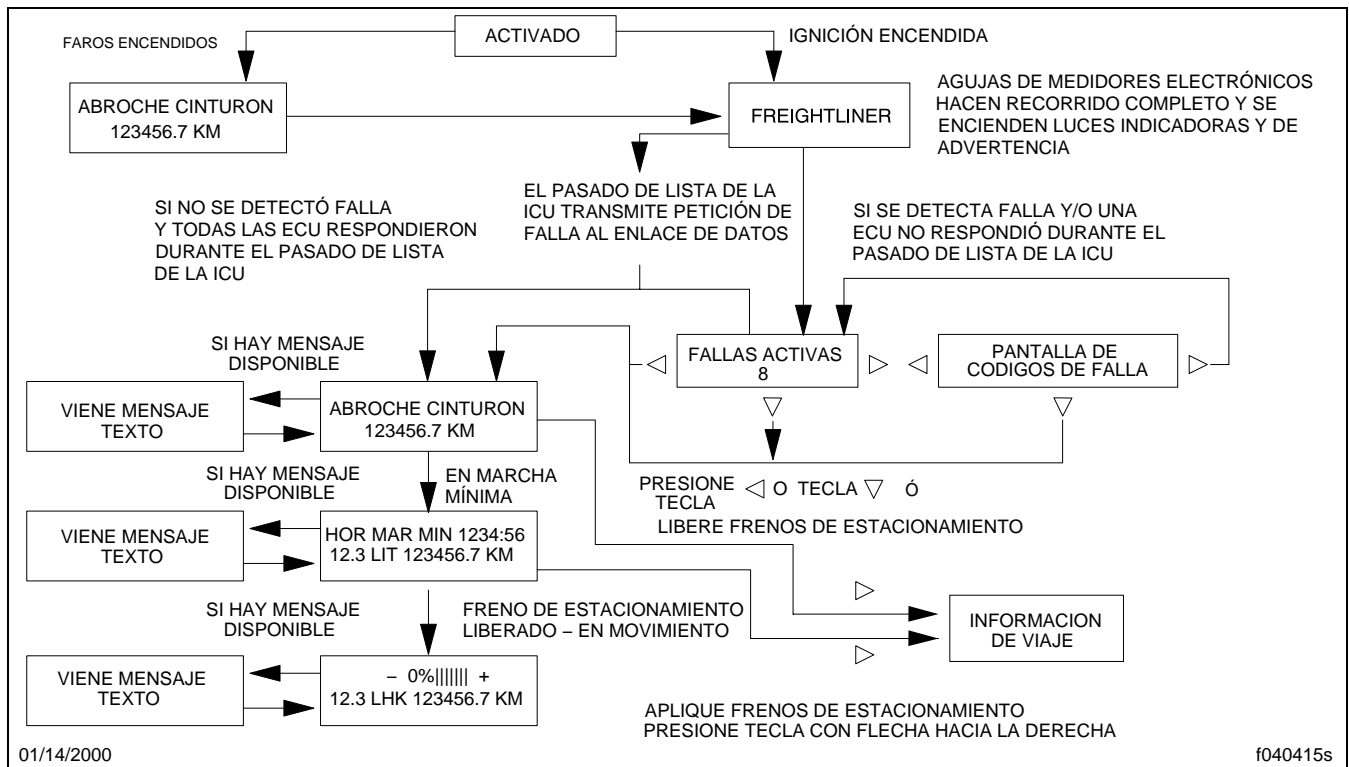 ACTIVADO
FAROS ENCENDIDOS
IGNICIÓN ENCENDIDA
ABROCHE CINTURON
123456.7 KM
FREIGHTLINER
AGUJAS DE MEDIDORES ELECTRÓNICOS
HACEN RECORRIDO COMPLETO Y SE
ENCIENDEN LUCES INDICADORAS Y DE
ADVERTENCIA
SI NO SE DETECTÓ FALLA
Y TODAS LAS ECU RESPONDIERON
DURANTE EL PASADO DE LISTA
DE LA ICU
EL PASADO DE LISTA DE LA
ICU TRANSMITE PETICIÓN DE
FALLA AL ENLACE DE DATOS
SI SE DETECTA FALLA Y/O UNA
ECU NO RESPONDIÓ DURANTE EL
PASADO DE LISTA DE LA ICU
FALLAS ACTIVAS
8
PANTALLA DE
CODIGOS DE FALLA
SI HAY MENSAJE
DISPONIBLE
VIENE MENSAJE
TEXTO
ABROCHE CINTURON
123456.7 KM
SI HAY MENSAJE
DISPONIBLE
EN MARCHA
MÍNIMA
PRESIONE ◁ O TECLA ▽ Ó
TECLA
LIBERE FRENOS DE ESTACIONAMIENTO
VIENE MENSAJE
TEXTO
HOR MAR MIN 1234:56
12.3 LIT 123456.7 KM
SI HAY MENSAJE
DISPONIBLE
FRENO DE ESTACIONAMIENTO
LIBERADO – EN MOVIMIENTO
INFORMACION
DE VIAJE
VIENE MENSAJE
TEXTO
– 0%||||||| +
12.3 LHK 123456.7 KM
APLIQUE FRENOS DE ESTACIONAMIENTO
PRESIONE TECLA CON FLECHA HACIA LA DERECHA
01/14/2000
f040415s